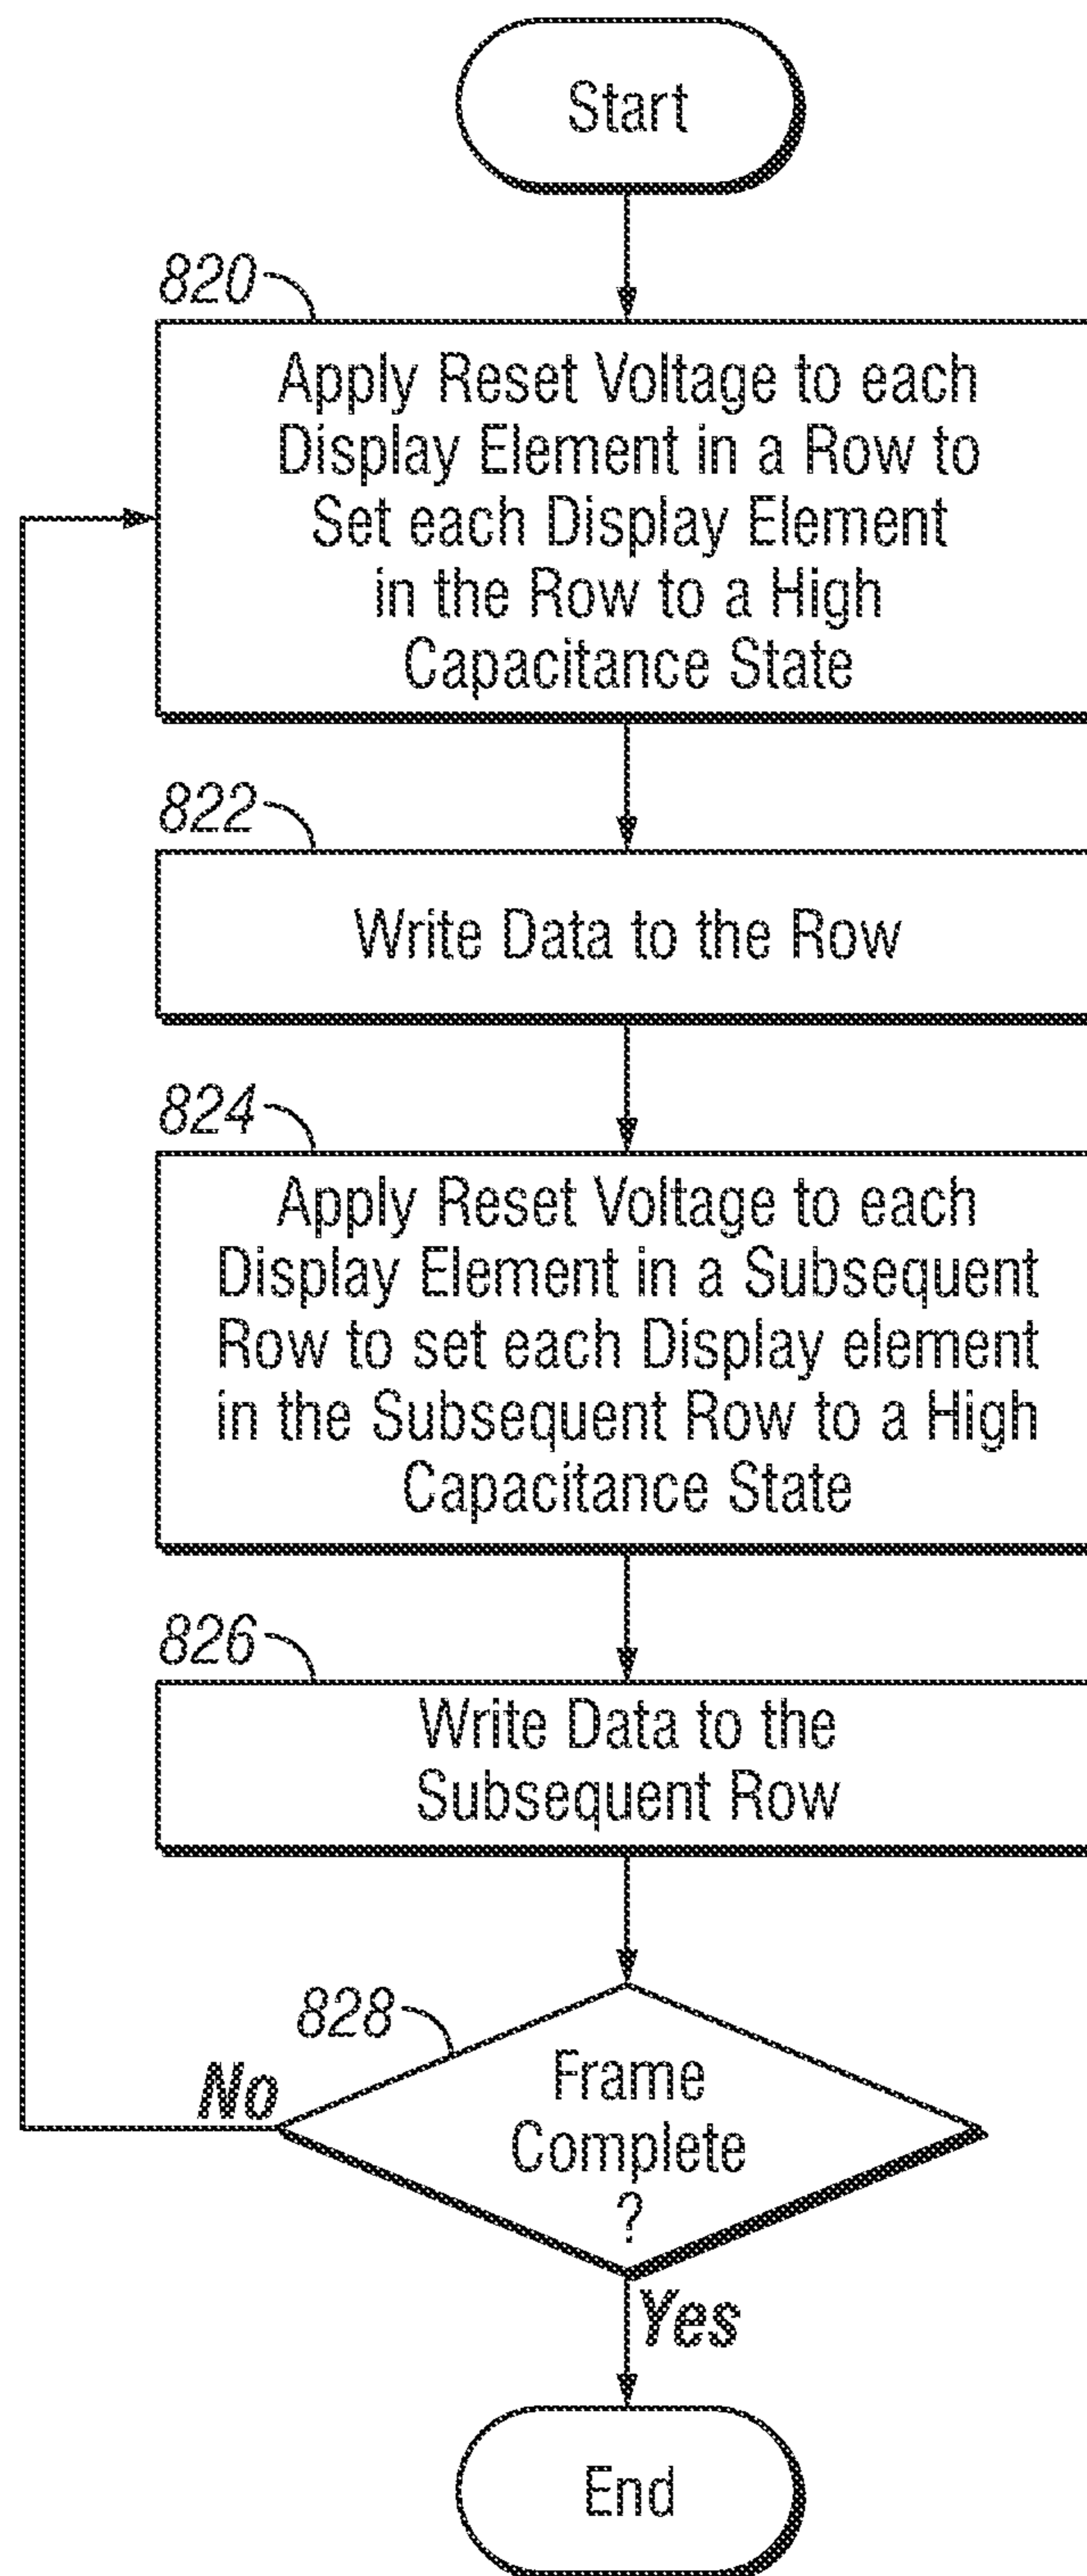 Start
820
Apply Reset Voltage to each
Display Element in a Row to
Set each Display Element
in the Row to a High
Capacitance State
822
Write Data to the Row
824
Apply Reset Voltage to each
Display Element in a Subsequent
Row to set each Display element
in the Subsequent Row to a High
Capacitance State
826
Write Data to the
Subsequent Row
828
Frame
Complete
?
No
Yes
End